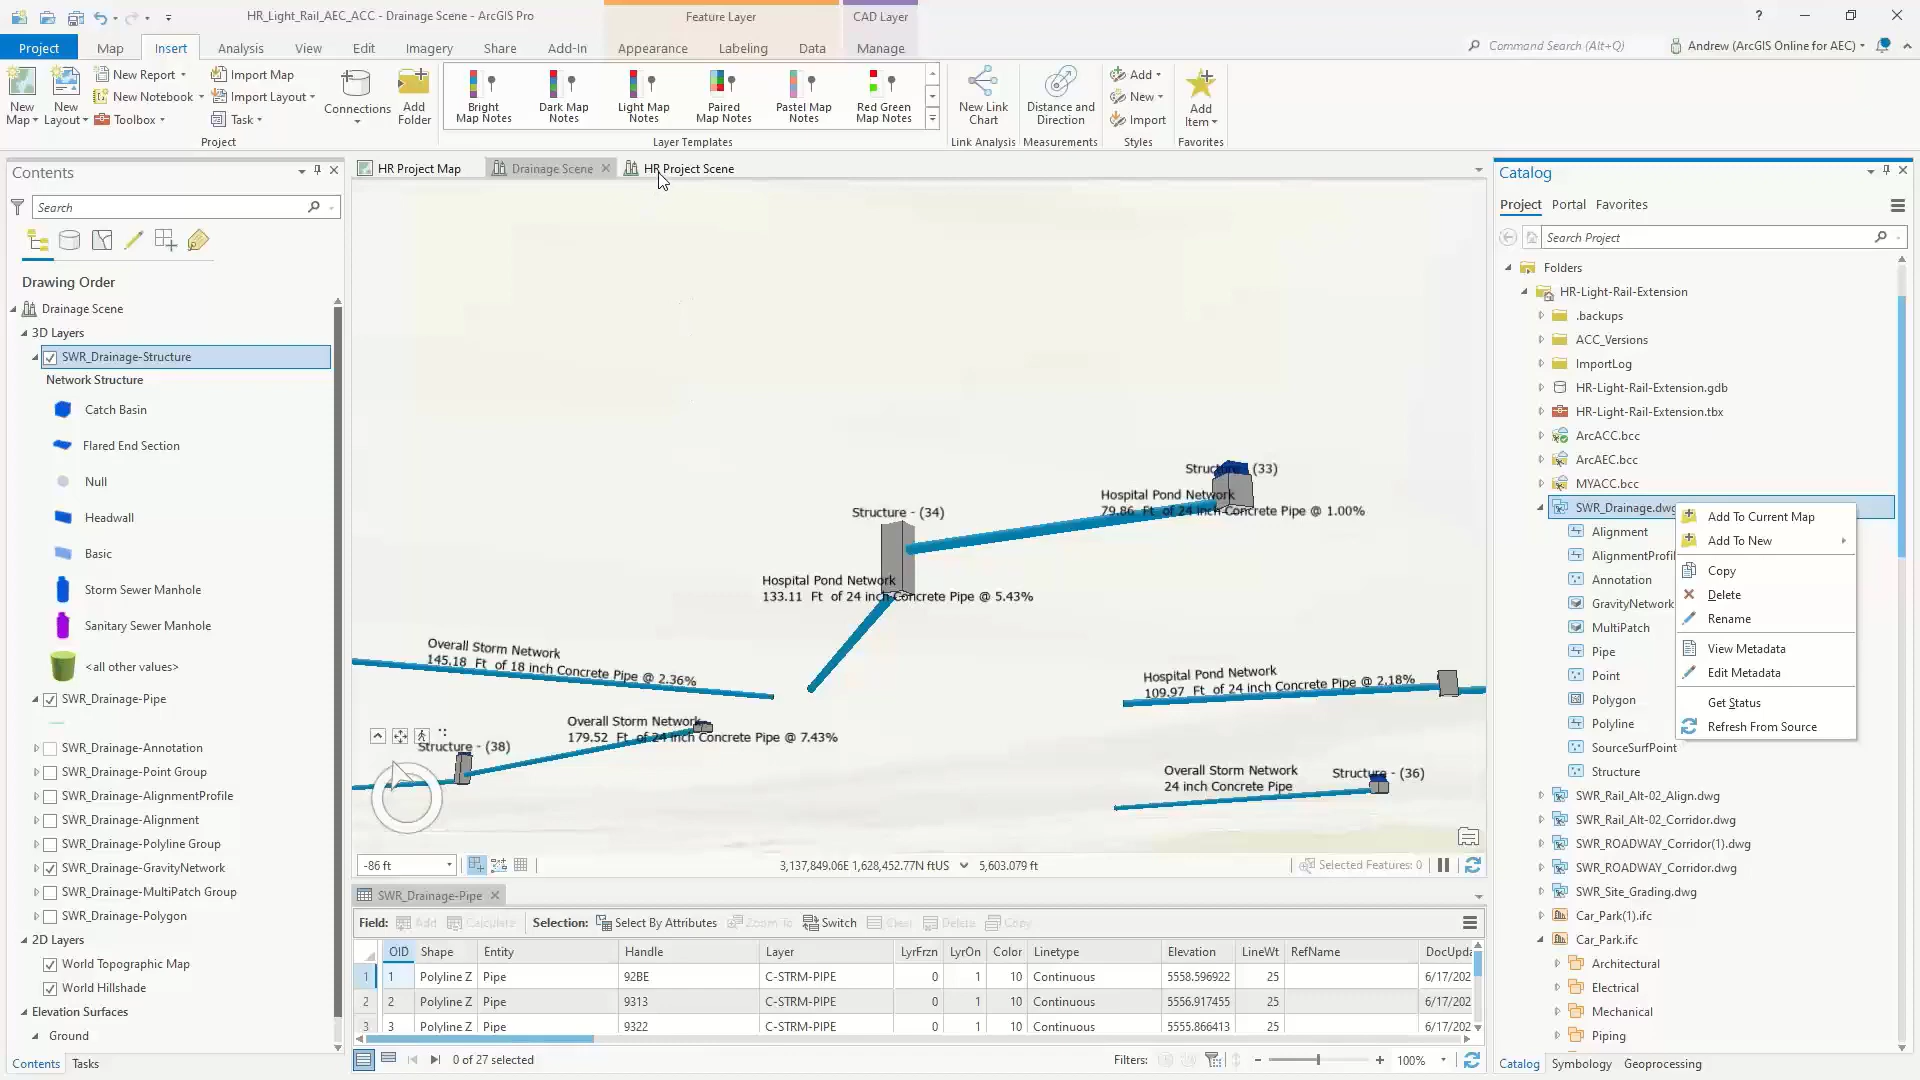 HR_Light_Rail_AEC_ACC - Drainage Scene - ArcGIS Pro
Feature Layer
CAD Layer
?
Project
Map
Insert
Analysis
View
Edit
Imagery
Share
Add-In
Appearance
Labeling
Data
Manage
Command Search (Alt+Q)
Andrew (ArcGIS Online for AEC)
New Map
New Layout
New Report
New Notebook
Toolbox
Import Map
Import Layout
Task
Connections
Add Folder
Project
Bright Map Notes
Dark Map Notes
Light Map Notes
Paired Map Notes
Pastel Map Notes
Red Green Map Notes
Layer Templates
New Link Chart
Link Analysis
Distance and Direction
Measurements
Add
New
Import
Styles
Add Item
Favorites
Contents
Search
Drawing Order
Drainage Scene
3D Layers
SWR_Drainage-Structure
Network Structure
Catch Basin
Flared End Section
Null
Headwall
Basic
Storm Sewer Manhole
Sanitary Sewer Manhole
<all other values>
SWR_Drainage-Pipe
SWR_Drainage-Annotation
SWR_Drainage-Point Group
SWR_Drainage-AlignmentProfile
SWR_Drainage-Alignment
SWR_Drainage-Polyline Group
SWR_Drainage-GravityNetwork
SWR_Drainage-MultiPatch Group
SWR_Drainage-Polygon
2D Layers
World Topographic Map
World Hillshade
Elevation Surfaces
Ground
Contents
Tasks
HR Project Map
Drainage Scene
HR Project Scene
Structure - (33)
Hospital Pond Network
79.86 Ft of 24 inch Concrete Pipe @ 1.00%
Structure - (34)
Hospital Pond Network
133.11 Ft of 24 inch Concrete Pipe @ 5.43%
Overall Storm Network
145.18 Ft of 18 inch Concrete Pipe @ 2.36%
Hospital Pond Network
109.97 Ft of 24 inch Concrete Pipe @ 2.18%
Overall Storm Network
179.52 Ft of 24 inch Concrete Pipe @ 7.43%
Structure - (38)
Overall Storm Network
24 inch Concrete Pipe
Structure - (36)
-86 ft
3,137,849.06E 1,628,452.77N ftUS
5,603.079 ft
Selected Features: 0
SWR_Drainage-Pipe
Field:
Add
Calculate
Selection:
Select By Attributes
Zoom To
Switch
Clear
Delete
Copy
OID Shape Entity Handle Layer LyrFrzn LyrOn Color Linetype Elevation LineWt RefName DocUpda
1 1 Polyline Z Pipe 92BE C-STRM-PIPE 0 1 10 Continuous 5558.596922 25 6/17/202
2 2 Polyline Z Pipe 9313 C-STRM-PIPE 0 1 10 Continuous 5556.917455 25 6/17/202
3 3 Polyline Z Pipe 9322 C-STRM-PIPE 0 1 10 Continuous 5555.866413 25 6/17/202
0 of 27 selected
Filters:
100%
Catalog
Project
Portal
Favorites
Search Project
Folders
HR-Light-Rail-Extension
.backups
ACC_Versions
ImportLog
HR-Light-Rail-Extension.gdb
HR-Light-Rail-Extension.tbx
ArcACC.bcc
ArcAEC.bcc
MYACC.bcc
SWR_Drainage.dwg
Alignment
AlignmentProfil
Annotation
GravityNetwork
MultiPatch
Pipe
Point
Polygon
Polyline
SourceSurfPoint
Structure
Add To Current Map
Add To New
Copy
Delete
Rename
View Metadata
Edit Metadata
Get Status
Refresh From Source
SWR_Rail_Alt-02_Align.dwg
SWR_Rail_Alt-02_Corridor.dwg
SWR_ROADWAY_Corridor(1).dwg
SWR_ROADWAY_Corridor.dwg
SWR_Site_Grading.dwg
Car_Park(1).ifc
Car_Park.ifc
Architectural
Electrical
Mechanical
Piping
Catalog
Symbology
Geoprocessing